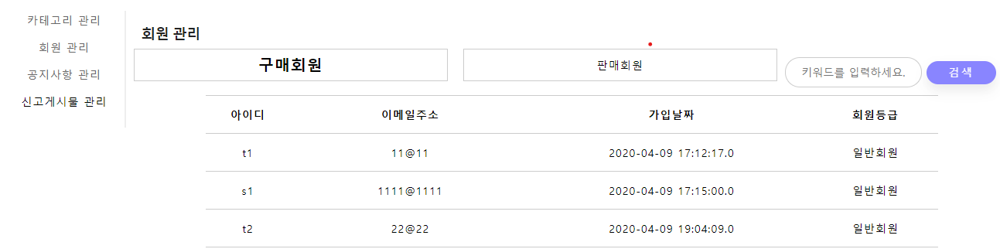 카테고리 관리
회원 관리
공지사항 관리
신고게시물 관리
회원 관리
구매회원 판매회원 키워드를 입력하세요. 검색
아이디 이메일주소 가입날짜 회원등급
t1 11@11 2020-04-09 17:12:17.0 일반회원
s1 1111@1111 2020-04-09 17:15:00.0 일반회원
t2 22@22 2020-04-09 19:04:09.0 일반회원